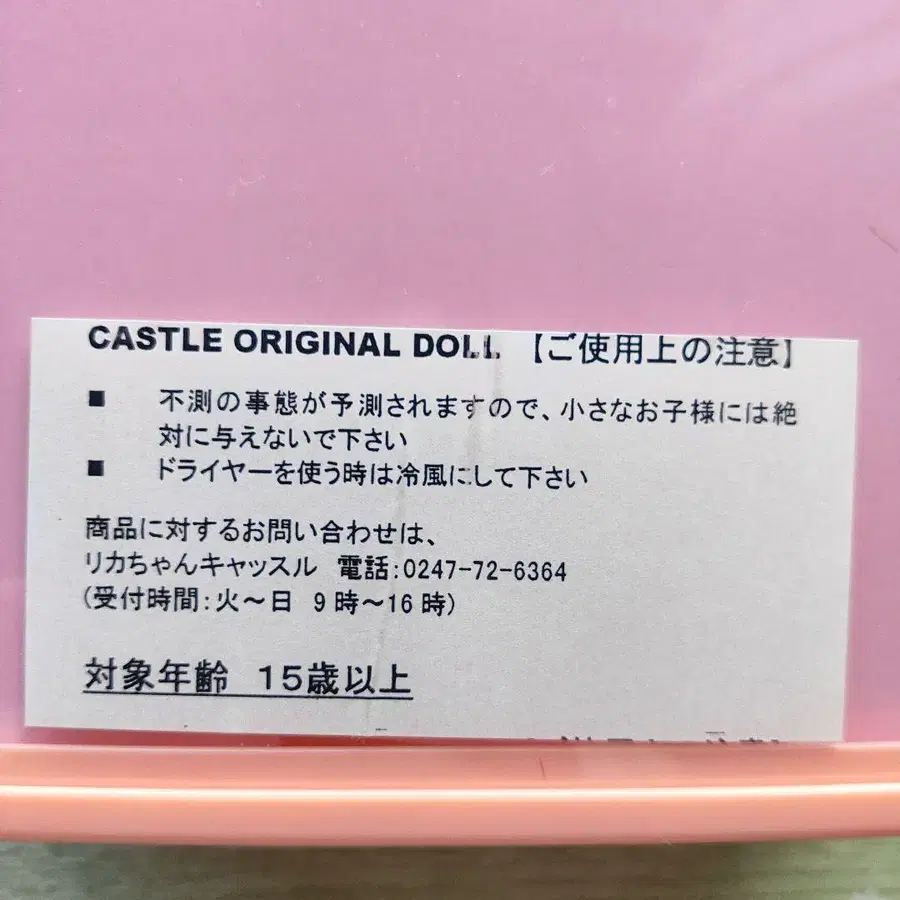 CASTLE ORIGINAL DOLL 【ご使用上の注意】
■ 不測の事態が予測されますので、小さなお子様には絶
対に与えないで下さい
■ ドライヤーを使う時は冷風にして下さい
商品に対するお問い合わせは、
リカちゃんキャッスル 電話:0247-72-6364
(受付時間:火~日 9時~16時)
対象年齢 15歳以上